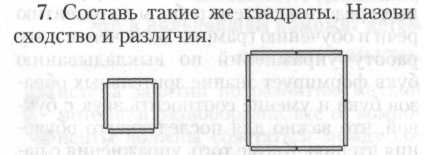 7. Составь такие же квадраты. Назови
сходство и различия.